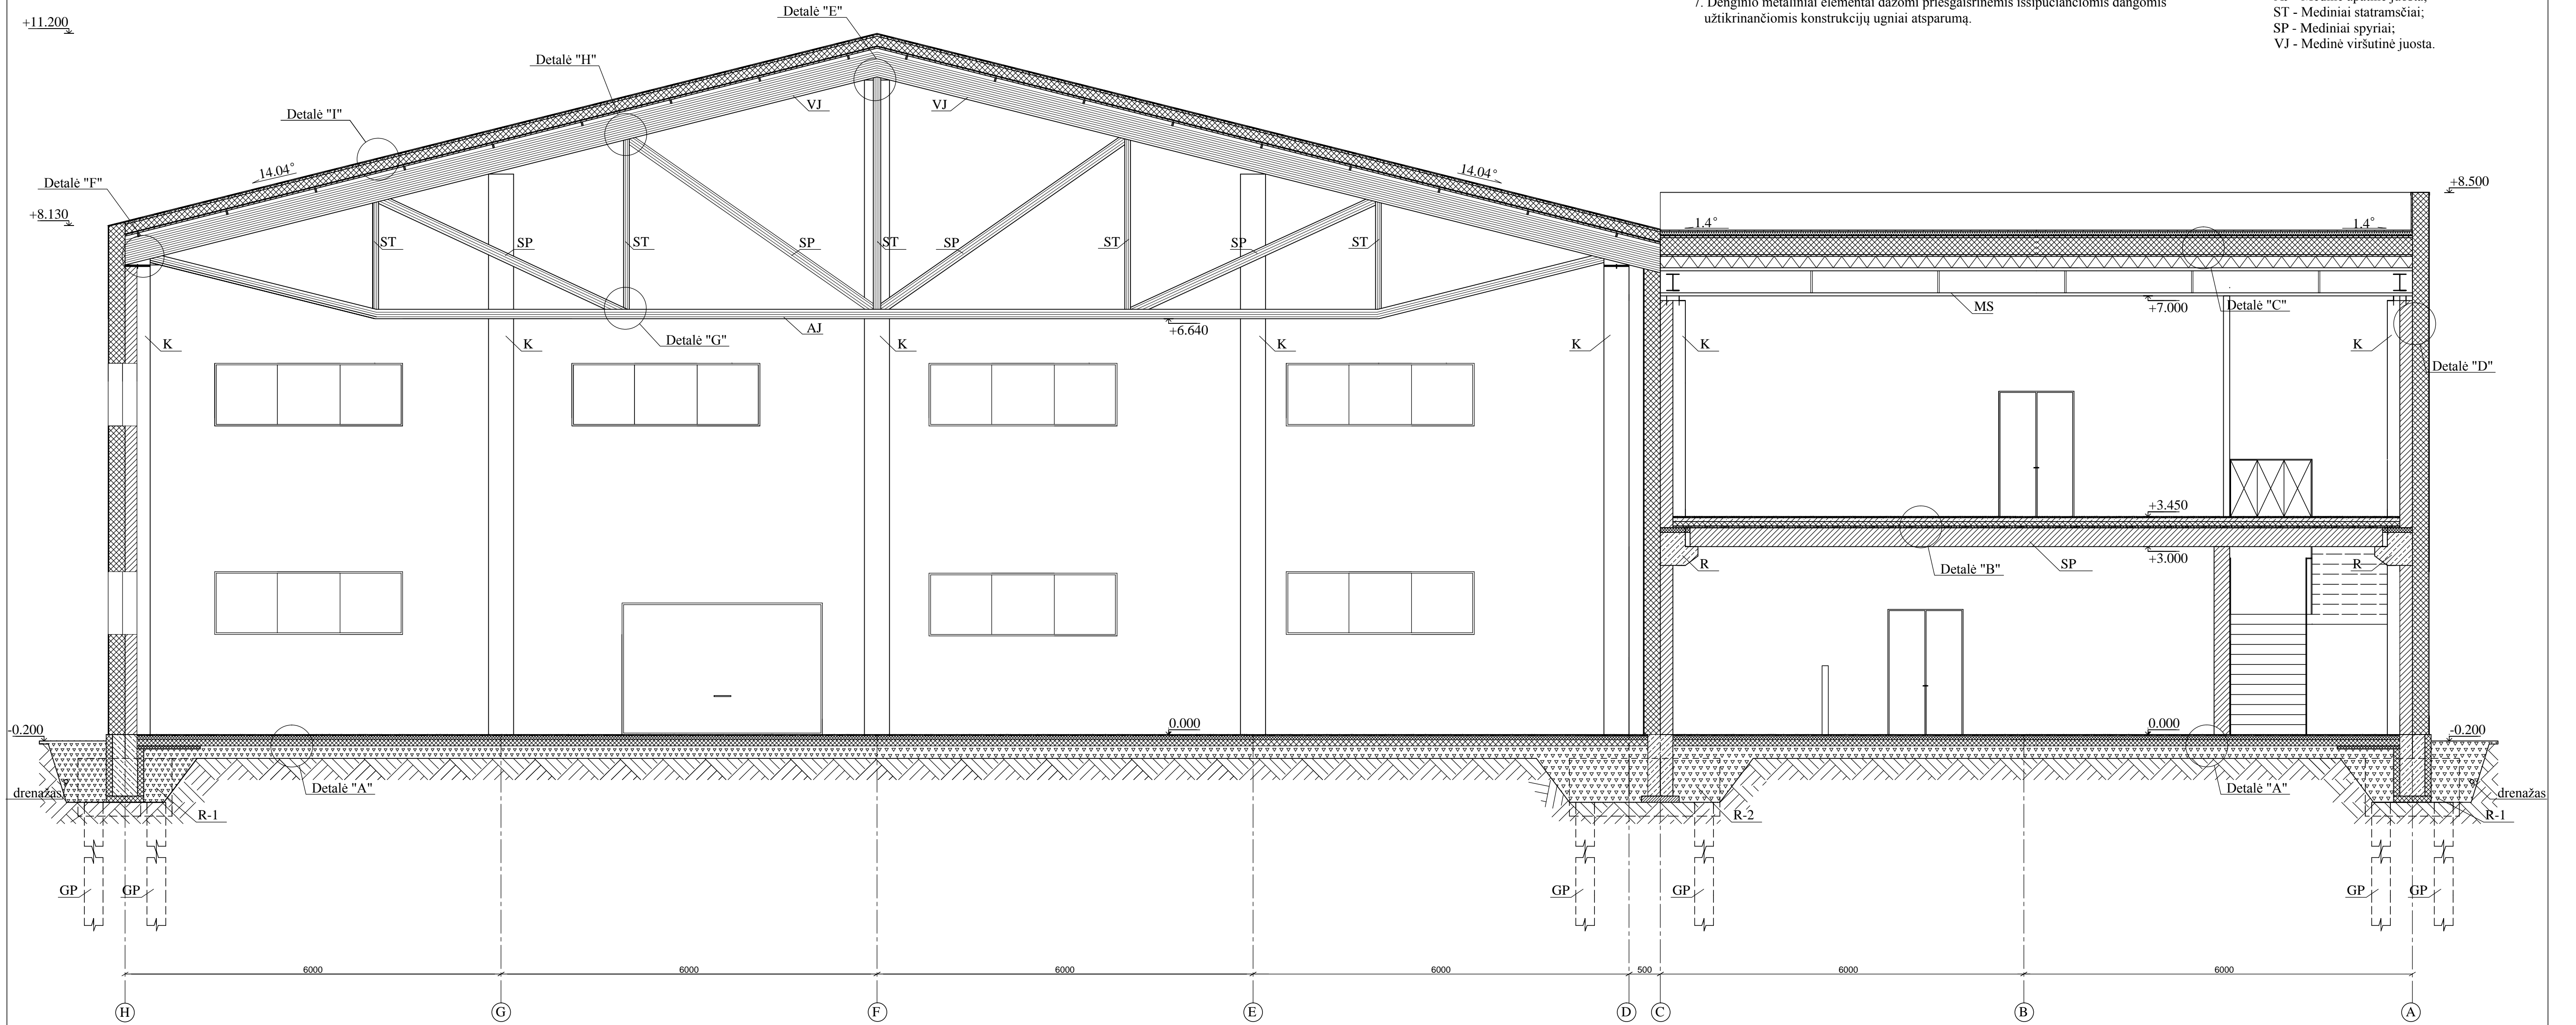 7. Denginio metaliniai elementai dažomi priešgaisrinėmis išsipučiančiomis dangomis
užtikrinančiomis konstrukcijų ugniai atsparumą.
ST - Mediniai statramsčiai;
SP - Mediniai spyriai;
VJ - Medinė viršutinė juosta.
+11.200
Detalė "E"
Detalė "H"
VJ
VJ
Detalė "I"
14.04°
14.04°
Detalė "F"
+8.130
+8.500
1.4°
1.4°
ST
SP
ST
SP
ST
SP
ST
SP
ST
MS
+7.000
Detalė "C"
AJ
+6.640
Detalė "G"
K
K
K
K
K
K
K
Detalė "D"
+3.450
+3.000
R
Detalė "B"
SP
R
-0.200
0.000
0.000
-0.200
drenažas
Detalė "A"
Detalė "A"
drenažas
R-1
R-2
R-1
GP
GP
GP
GP
GP
GP
6000
6000
6000
6000
500
6000
6000
H
G
F
E
D
C
B
A